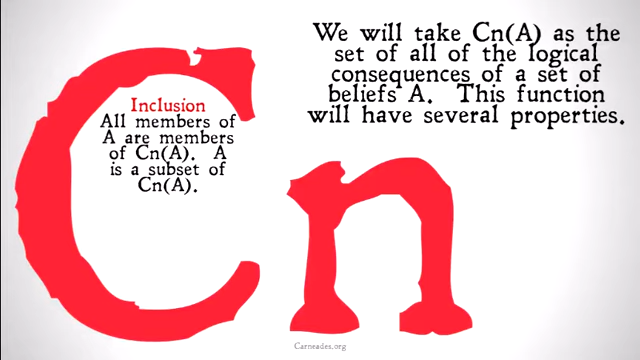 We will take Cn(A) as the
set of all of the logical
consequences of a set of
beliefs A. This function
will have several properties.
Inclusion
All members of
A are members
of Cn(A). A
is a subset of
Cn(A).
Cn
Carneades.org